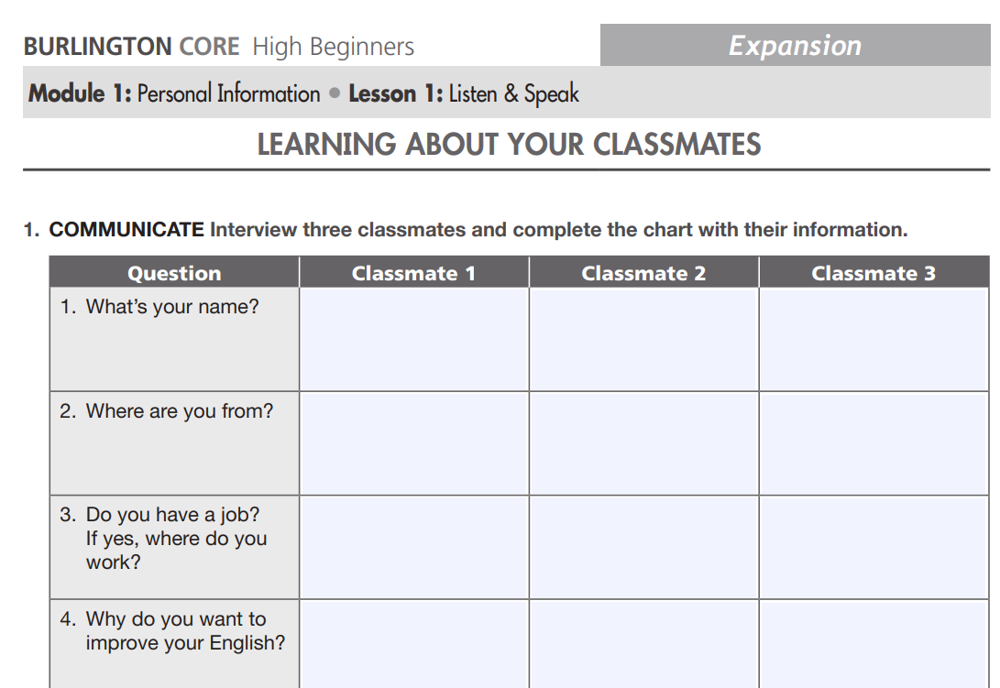 BURLINGTON CORE High Beginners
Expansion
Module 1: Personal Information • Lesson 1: Listen & Speak
LEARNING ABOUT YOUR CLASSMATES
1. COMMUNICATE Interview three classmates and complete the chart with their information.
Question Classmate 1 Classmate 2 Classmate 3
1. What’s your name?
2. Where are you from?
3. Do you have a job?
If yes, where do you
work?
4. Why do you want to
improve your English?